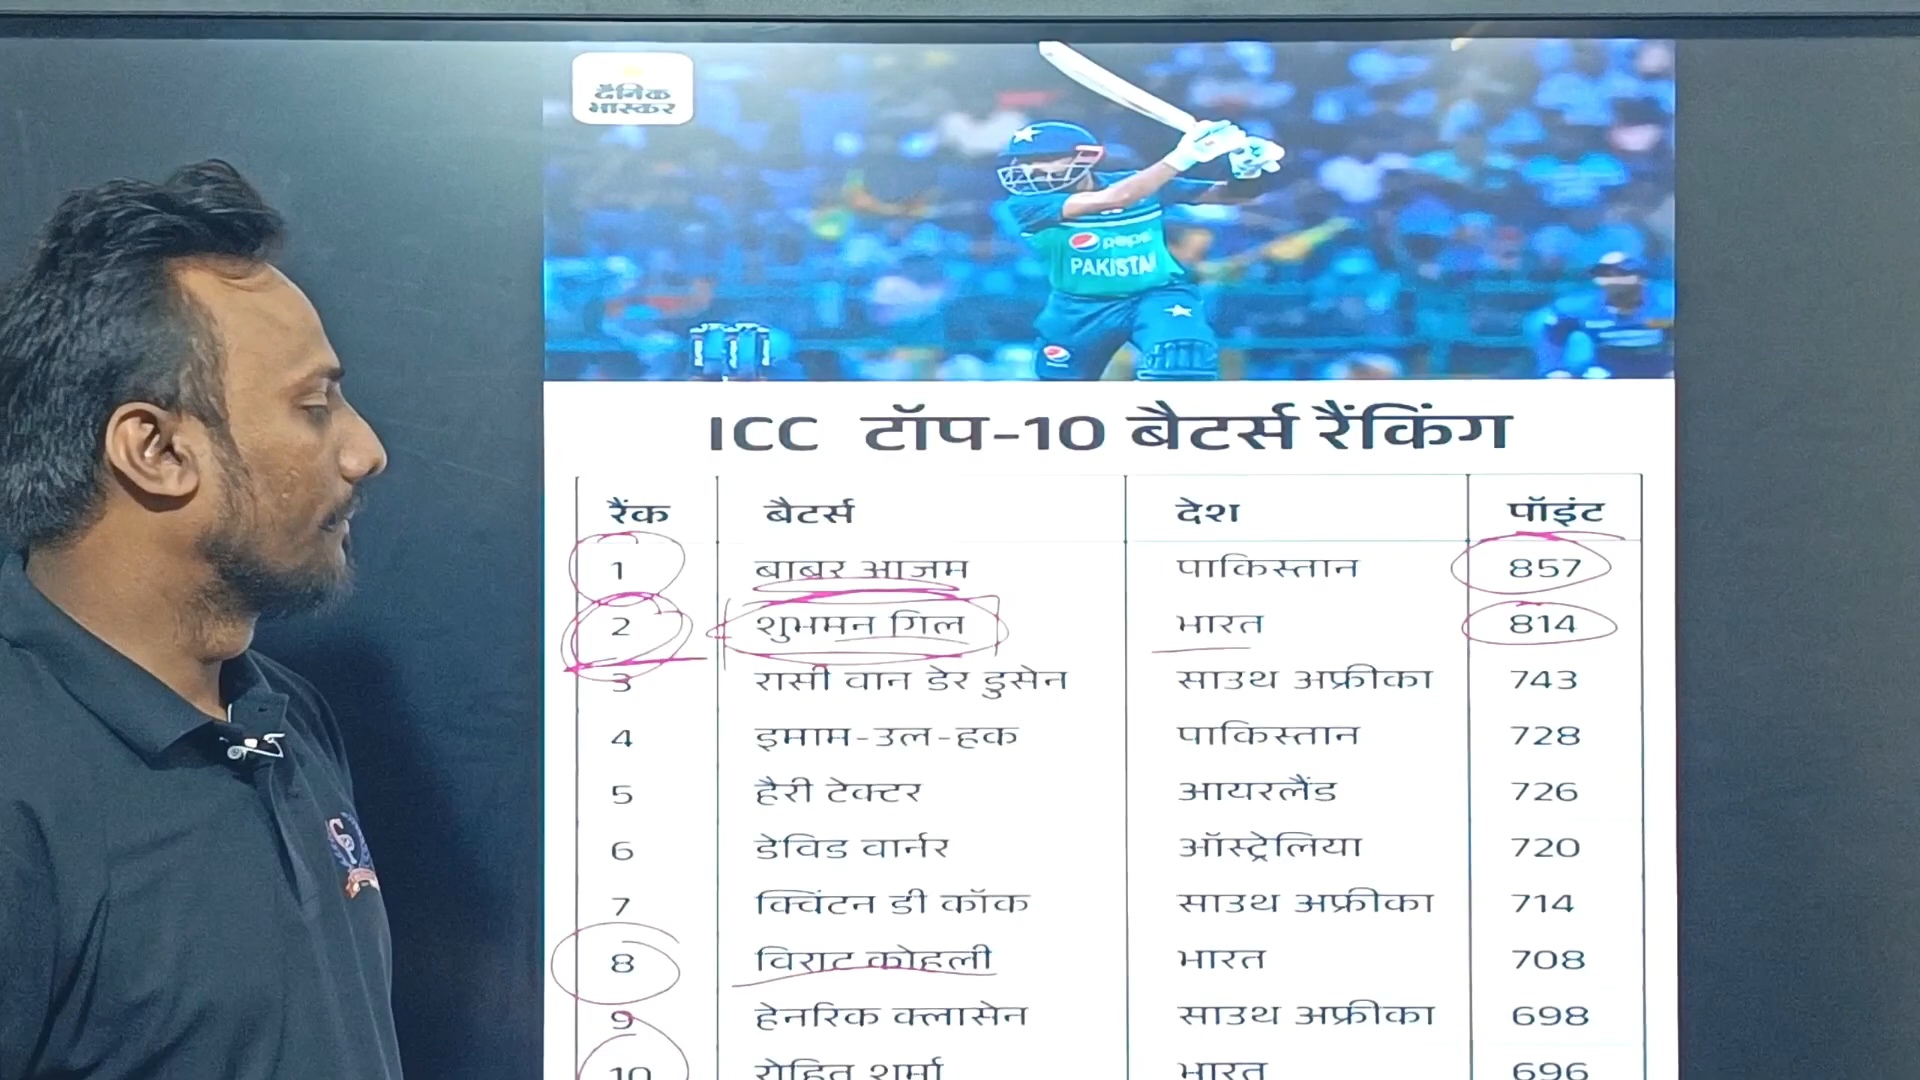 दैनिक
भास्कर
pepsi
PAKISTAN
ICC टॉप-10 बैटर्स रैंकिंग
रैंक बैटर्स देश पॉइंट
1 बाबर आजम पाकिस्तान 857
2 शुभमन गिल भारत 814
3 रासी वान डेर डुसेन साउथ अफ्रीका 743
4 इमाम-उल-हक पाकिस्तान 728
5 हैरी टेक्टर आयरलैंड 726
6 डेविड वार्नर ऑस्ट्रेलिया 720
7 क्विंटन डी कॉक साउथ अफ्रीका 714
8 विराट कोहली भारत 708
9 हेनरिक क्लासेन साउथ अफ्रीका 698
10 रोहित शर्मा भारत 696